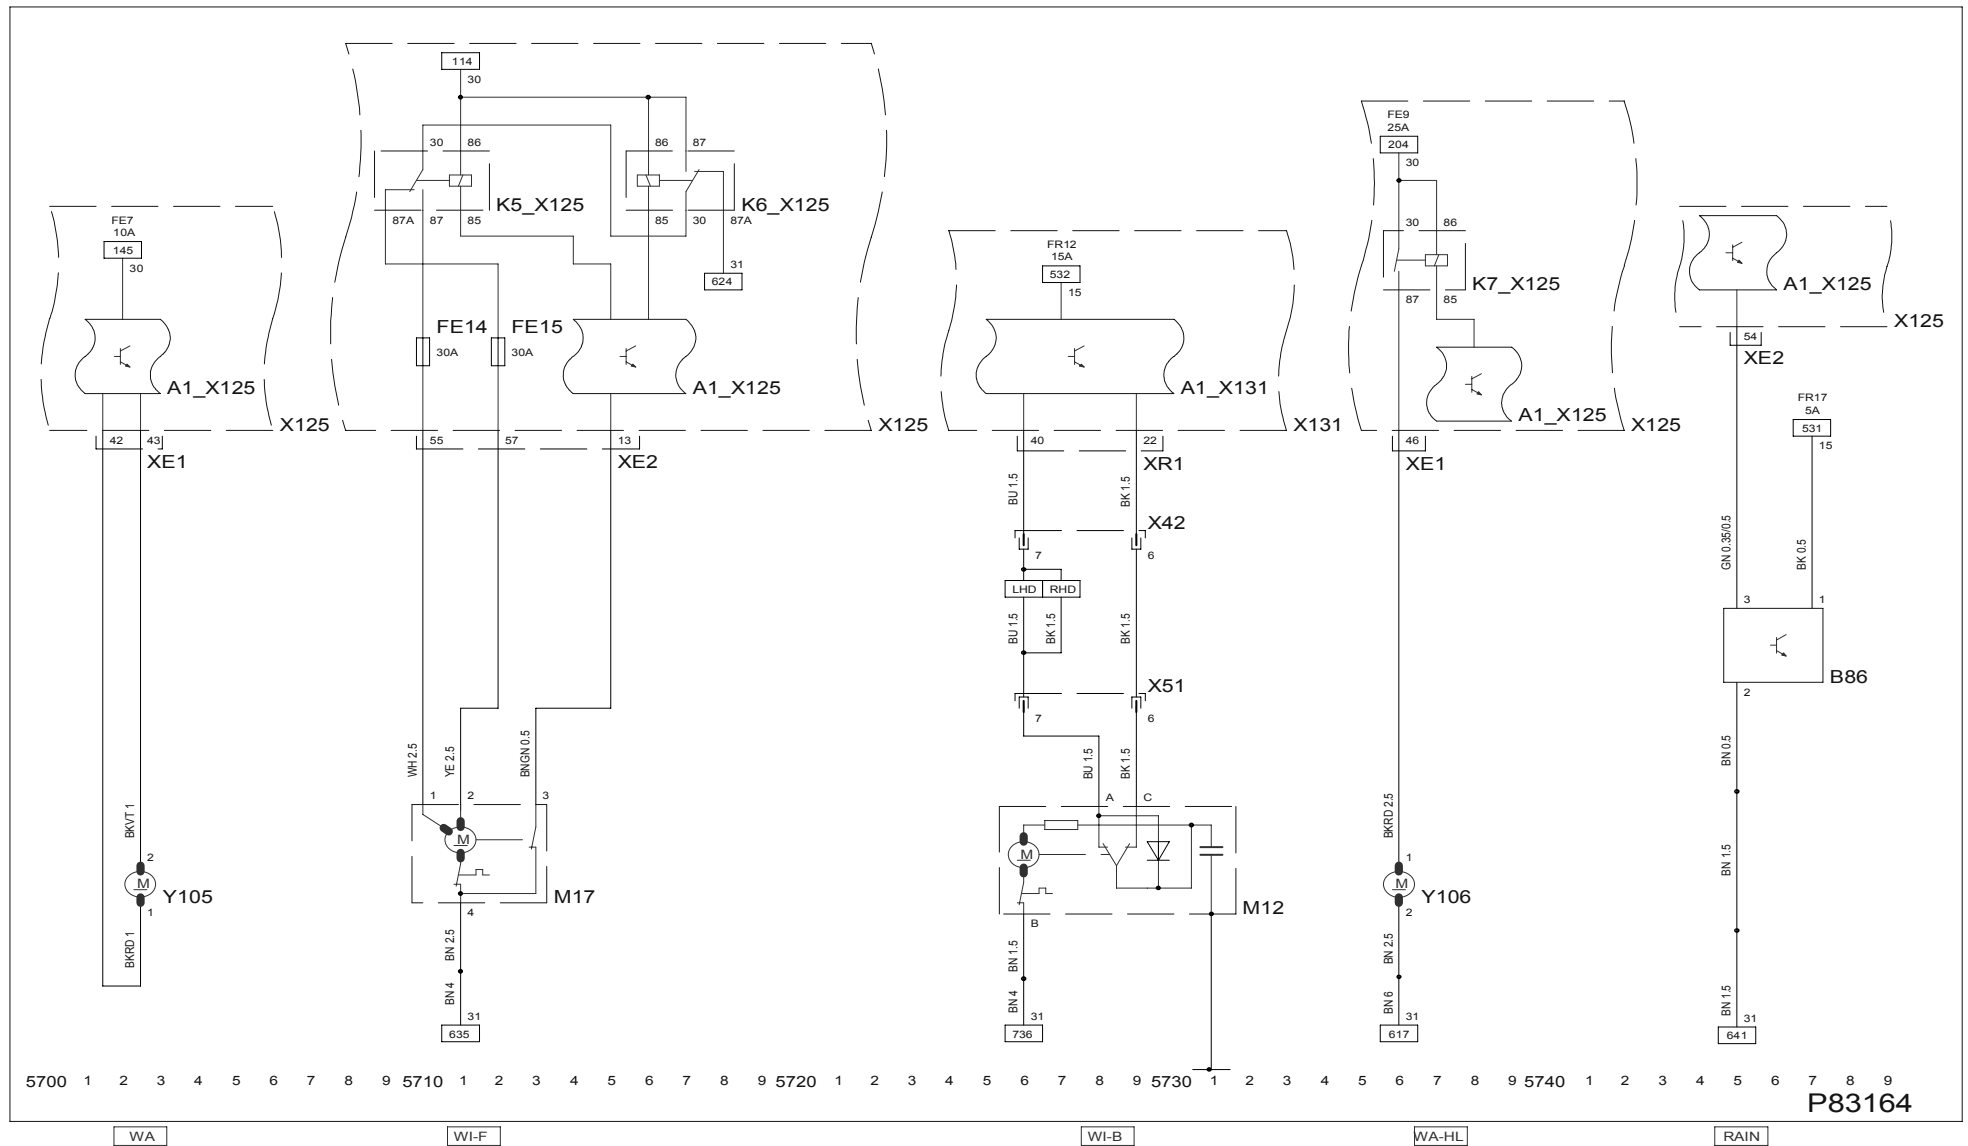 114
30
30
86
86
87
K5_X125
K6_X125
87A
87
85
85
30
87A
31
624
FE7
10A
145
30
A1_X125
X125
42
43
XE1
FE14
30A
FE15
30A
A1_X125
X125
55
57
13
XE2
FR12
15A
532
15
A1_X131
X131
40
22
XR1
FE9
25A
204
30
30
86
K7_X125
87
85
A1_X125
X125
46
XE1
A1_X125
X125
54
XE2
FR17
5A
531
15
BU 1.5
BK 1.5
X42
7
6
LHD
RHD
BU 1.5
BK 1.5
BK 1.5
X51
7
6
GN 0.35/0.5
BK 0.5
3
1
B86
2
WH 2.5
YE 2.5
BNGN 0.5
1
2
3
M
M17
4
BN 2.5
BN 4
31
635
BKVT 1
2
M
Y105
1
BKRD 1
BU 1.5
BK 1.5
A
C
M
M12
B
BN 1.5
BN 4
31
736
BKRD 2.5
1
M
Y106
2
BN 2.5
BN 6
31
617
BN 0.5
BN 1.5
BN 1.5
31
641
5700 1 2 3 4 5 6 7 8 9 5710 1 2 3 4 5 6 7 8 9 5720 1 2 3 4 5 6 7 8 9 5730 1 2 3 4 5 6 7 8 9 5740 1 2 3 4 5 6 7 8 9
P83164
WA
WI-F
WI-B
WA-HL
RAIN